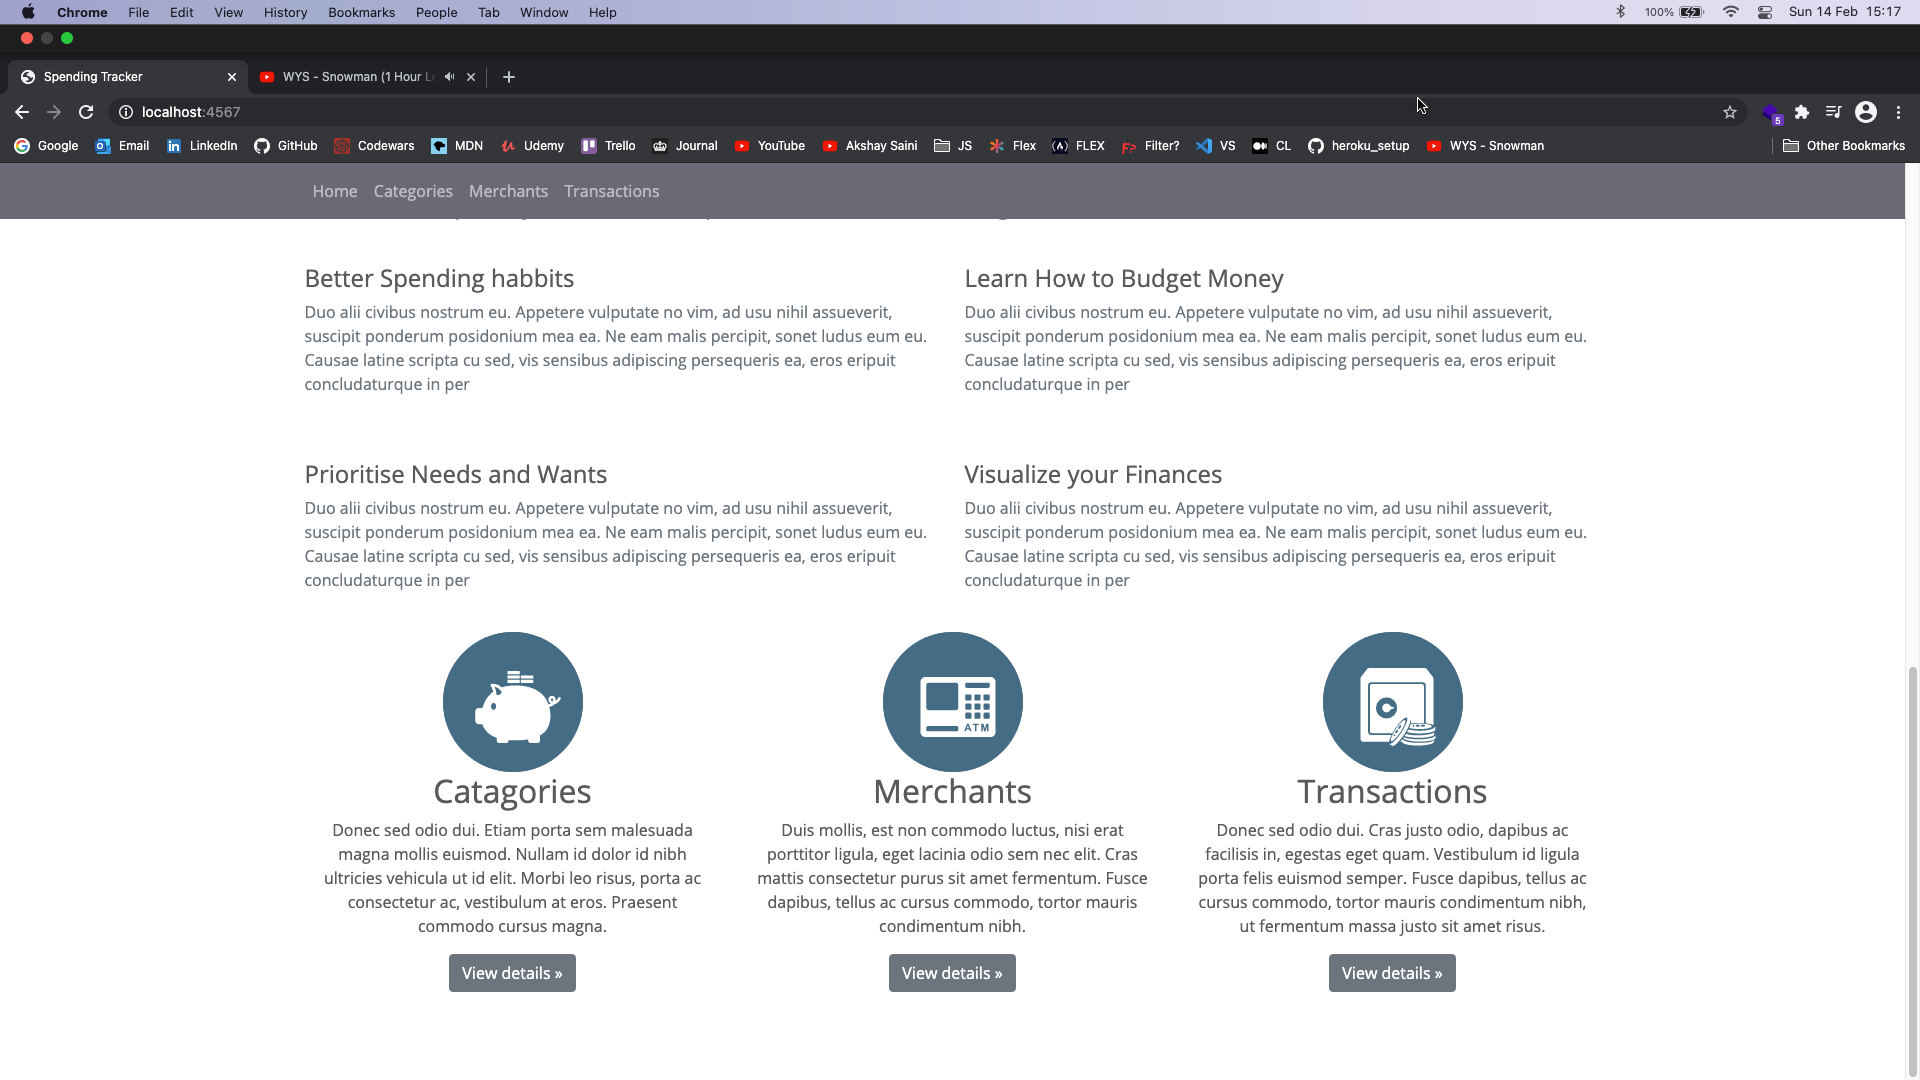 Chrome File Edit View History Bookmarks People Tab Window Help 100% Sun 14 Feb 15:17
Spending Tracker WYS - Snowman (1 Hour L
localhost:4567 5
Google Email LinkedIn GitHub Codewars MDN Udemy Trello Journal YouTube Akshay Saini JS Flex FLEX Filter? VS CL heroku_setup WYS - Snowman Other Bookmarks
Home Categories Merchants Transactions
Better Spending habbits
Duo alii civibus nostrum eu. Appetere vulputate no vim, ad usu nihil assueverit,
suscipit ponderum posidonium mea ea. Ne eam malis percipit, sonet ludus eum eu.
Causae latine scripta cu sed, vis sensibus adipiscing persequeris ea, eros eripuit
concludaturque in per
Learn How to Budget Money
Duo alii civibus nostrum eu. Appetere vulputate no vim, ad usu nihil assueverit,
suscipit ponderum posidonium mea ea. Ne eam malis percipit, sonet ludus eum eu.
Causae latine scripta cu sed, vis sensibus adipiscing persequeris ea, eros eripuit
concludaturque in per
Prioritise Needs and Wants
Duo alii civibus nostrum eu. Appetere vulputate no vim, ad usu nihil assueverit,
suscipit ponderum posidonium mea ea. Ne eam malis percipit, sonet ludus eum eu.
Causae latine scripta cu sed, vis sensibus adipiscing persequeris ea, eros eripuit
concludaturque in per
Visualize your Finances
Duo alii civibus nostrum eu. Appetere vulputate no vim, ad usu nihil assueverit,
suscipit ponderum posidonium mea ea. Ne eam malis percipit, sonet ludus eum eu.
Causae latine scripta cu sed, vis sensibus adipiscing persequeris ea, eros eripuit
concludaturque in per
Catagories
Donec sed odio dui. Etiam porta sem malesuada
magna mollis euismod. Nullam id dolor id nibh
ultricies vehicula ut id elit. Morbi leo risus, porta ac
consectetur ac, vestibulum at eros. Praesent
commodo cursus magna.
View details »
ATM
Merchants
Duis mollis, est non commodo luctus, nisi erat
porttitor ligula, eget lacinia odio sem nec elit. Cras
mattis consectetur purus sit amet fermentum. Fusce
dapibus, tellus ac cursus commodo, tortor mauris
condimentum nibh.
View details »
Transactions
Donec sed odio dui. Cras justo odio, dapibus ac
facilisis in, egestas eget quam. Vestibulum id ligula
porta felis euismod semper. Fusce dapibus, tellus ac
cursus commodo, tortor mauris condimentum nibh,
ut fermentum massa justo sit amet risus.
View details »